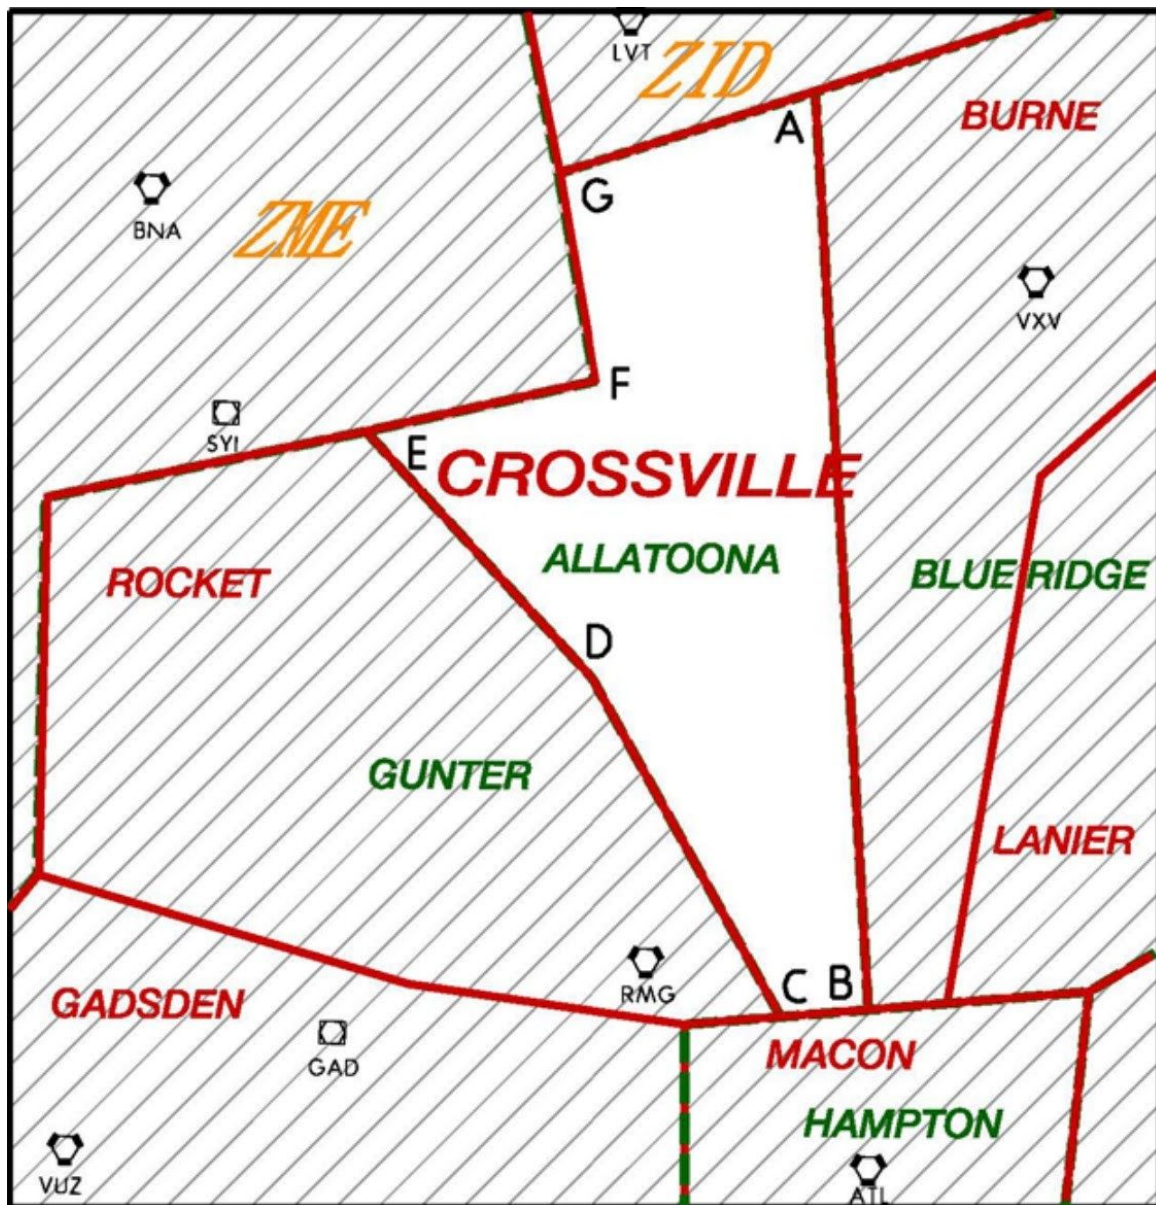 LVT
ZID
A
BURNE
G
BNA
ZME
VXV
F
SYI
E
CROSSVILLE
ALLATOONA
BLUE RIDGE
ROCKET
D
GUNTER
LANIER
C
B
RMG
GADSDEN
GAD
MACON
HAMPTON
VUZ
ATL